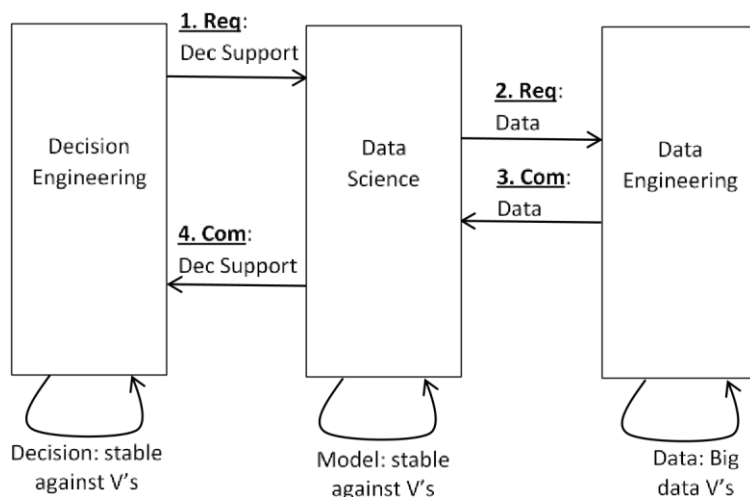 1. Req:
Dec Support
Decision
Engineering
4. Com:
Dec Support
Data
Science
2. Req:
Data
3. Com:
Data
Data
Engineering
Decision: stable
against V's
Model: stable
against V's
Data: Big
data V's